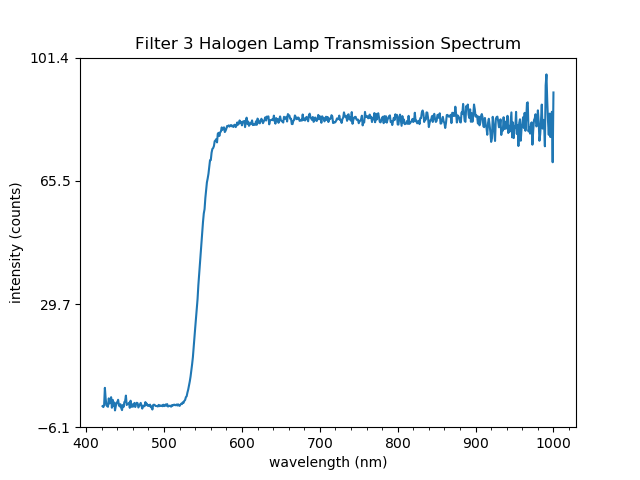 Filter 3 Halogen Lamp Transmission Spectrum
101.4
65.5
29.7
−6.1
intensity (counts)
400 500 600 700 800 900 1000
wavelength (nm)